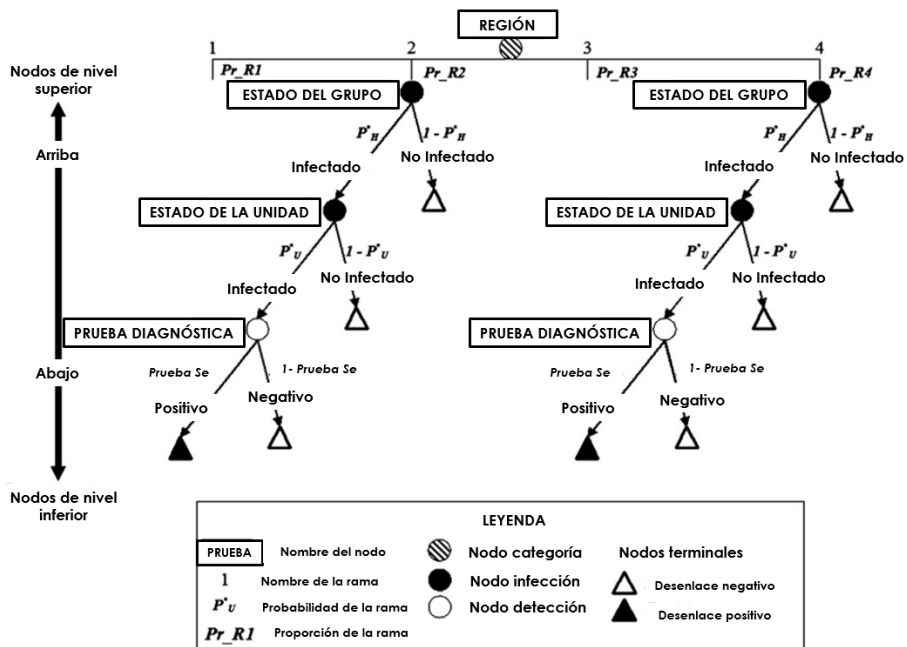 REGIÓN
1 2 3 4
Pr_R1 Pr_R2 Pr_R3 Pr_R4
Nodos de nivel
superior
Arriba
Abajo
Nodos de nivel
inferior
ESTADO DEL GRUPO
P*H 1 - P*H
Infectado No Infectado
ESTADO DE LA UNIDAD
P*U 1 - P*U
Infectado No Infectado
PRUEBA DIAGNÓSTICA
Prueba Se 1- Prueba Se
Positivo Negativo
ESTADO DEL GRUPO
P*H 1 - P*H
Infectado No Infectado
ESTADO DE LA UNIDAD
P*U 1 - P*U
Infectado No Infectado
PRUEBA DIAGNÓSTICA
Prueba Se 1- Prueba Se
Positivo Negativo
LEYENDA
PRUEBA Nombre del nodo
1 Nombre de la rama
P*U Probabilidad de la rama
Pr_R1 Proporción de la rama
Nodo categoría
Nodo infección
Nodo detección
Nodos terminales
Desenlace negativo
Desenlace positivo